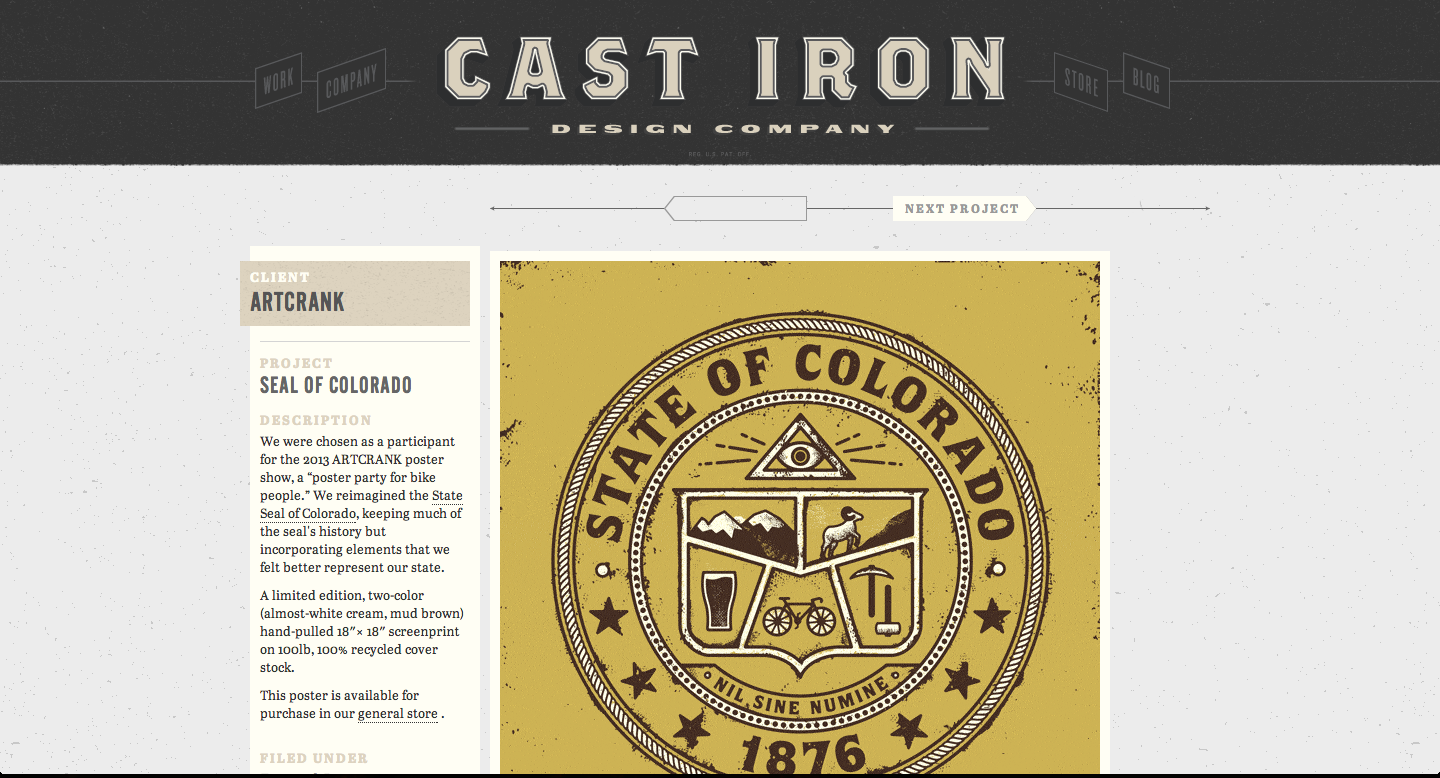 WORK
COMPANY
CAST IRON
DESIGN COMPANY
REG. U.S. PAT. OFF.
STORE
BLOG
NEXT PROJECT
CLIENT
ARTCRANK
PROJECT
SEAL OF COLORADO
DESCRIPTION
We were chosen as a participant
for the 2013 ARTCRANK poster
show, a “poster party for bike
people.” We reimagined the State
Seal of Colorado, keeping much of
the seal's history but
incorporating elements that we
felt better represent our state.
A limited edition, two-color
(almost-white cream, mud brown)
hand-pulled 18″× 18″ screenprint
on 100lb, 100% recycled cover
stock.
This poster is available for
purchase in our general store .
FILED UNDER
STATE OF COLORADO
NIL SINE NUMINE
1876